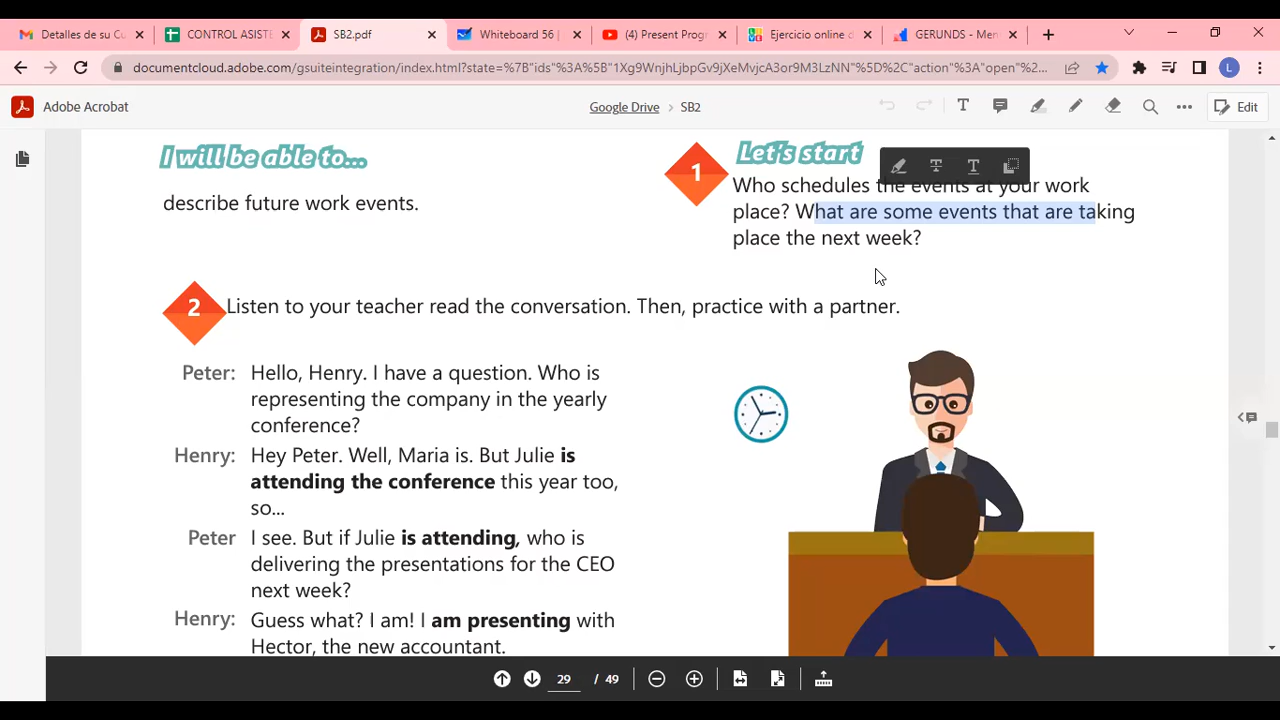 Detalles de su Cu
CONTROL ASISTE
SB2.pdf
Whiteboard 56 |
(4) Present Prog
Ejercicio online d
GERUNDS - Men
documentcloud.adobe.com/gsuiteintegration/index.html?state=%7B"ids"%3A%5B"1Xg9WnjhLjbpGv9jXeMvjcA3or9M3LzNN"%5D%2C"action"%3A"open"%2...
L
Adobe Acrobat
Google Drive > SB2
Edit
I will be able to...
describe future work events.
1
Let's start
Who schedules the events at your work
place? What are some events that are taking
place the next week?
2
Listen to your teacher read the conversation. Then, practice with a partner.
Peter: Hello, Henry. I have a question. Who is
representing the company in the yearly
conference?
Henry: Hey Peter. Well, Maria is. But Julie is
attending the conference this year too,
so...
Peter I see. But if Julie is attending, who is
delivering the presentations for the CEO
next week?
Henry: Guess what? I am! I am presenting with
Hector, the new accountant.
29 / 49